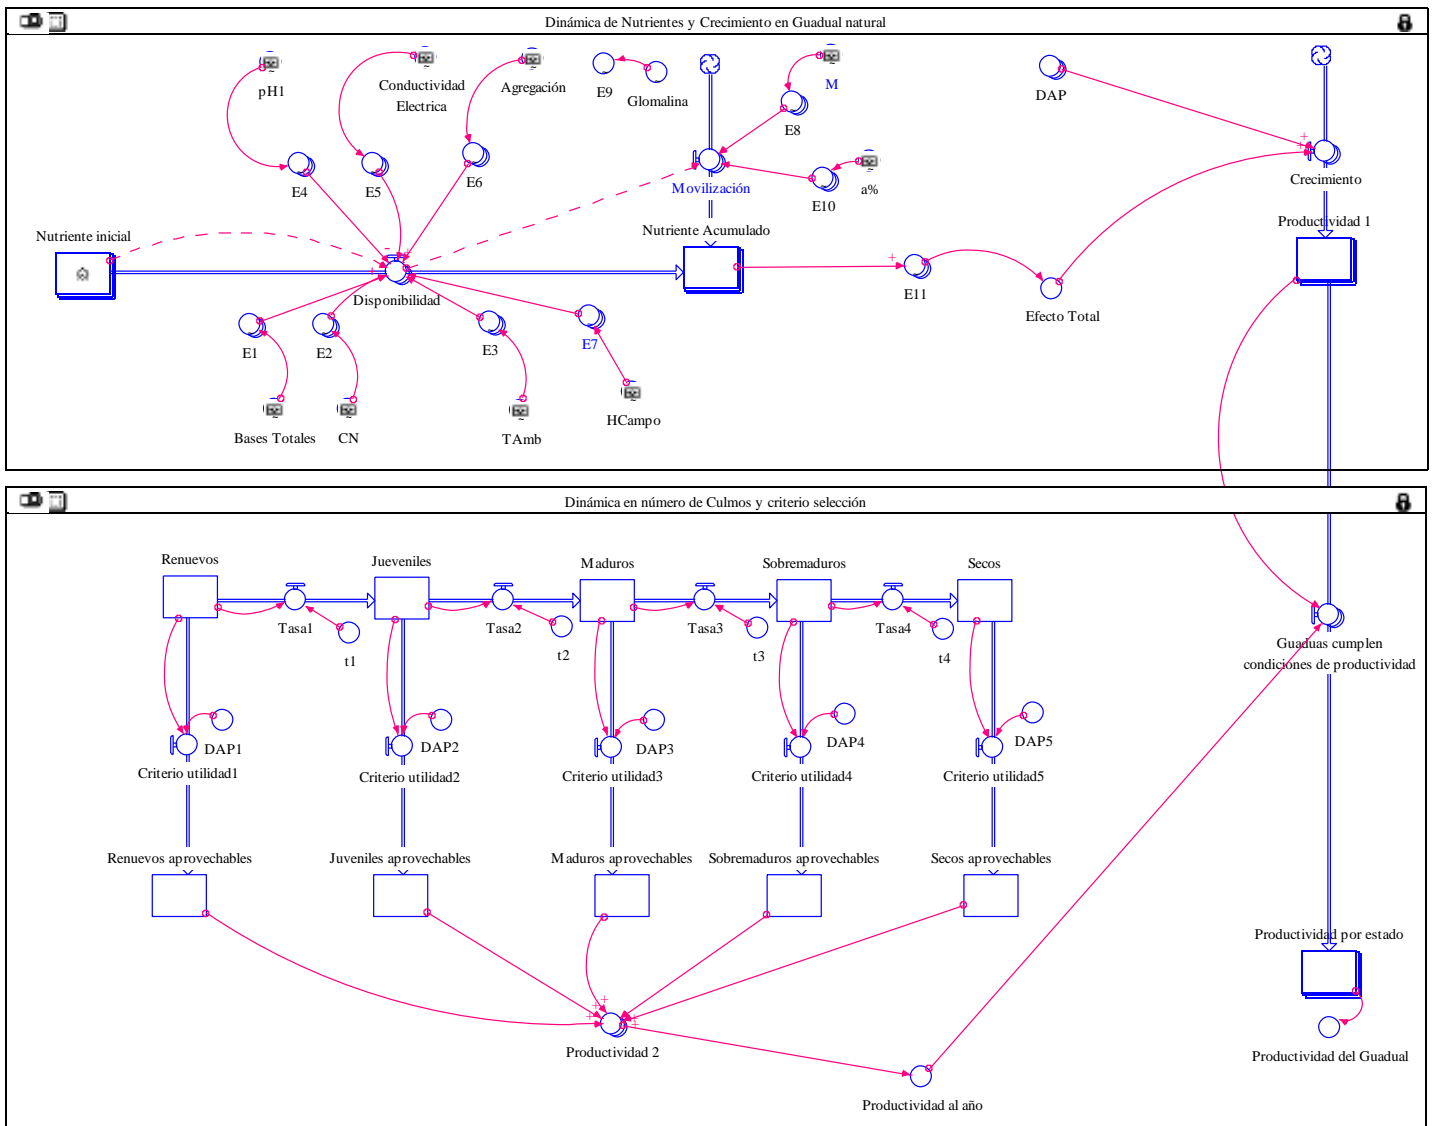 Dinámica de Nutrientes y Crecimiento en Guadual natural
pH1
Conductividad
Electrica
Agregación
E9
Glomalina
M
E8
DAP
E4
E5
E6
Movilización
E10
a%
Crecimiento
Nutriente inicial
Nutriente Acumulado
Productividad 1
Disponibilidad
E11
Efecto Total
E1
E2
E3
E7
Bases Totales
CN
TAmb
HCampo
Dinámica en número de Culmos y criterio selección
Renuevos
Jueveniles
Maduros
Sobremaduros
Secos
Tasa1
t1
Tasa2
t2
Tasa3
t3
Tasa4
t4
Guaduas cumplen
condiciones de productividad
DAP1
DAP2
DAP3
DAP4
DAP5
Criterio utilidad1
Criterio utilidad2
Criterio utilidad3
Criterio utilidad4
Criterio utilidad5
Renuevos aprovechables
Juveniles aprovechables
Maduros aprovechables
Sobremaduros aprovechables
Secos aprovechables
Productividad por estado
Productividad 2
Productividad del Guadual
Productividad al año